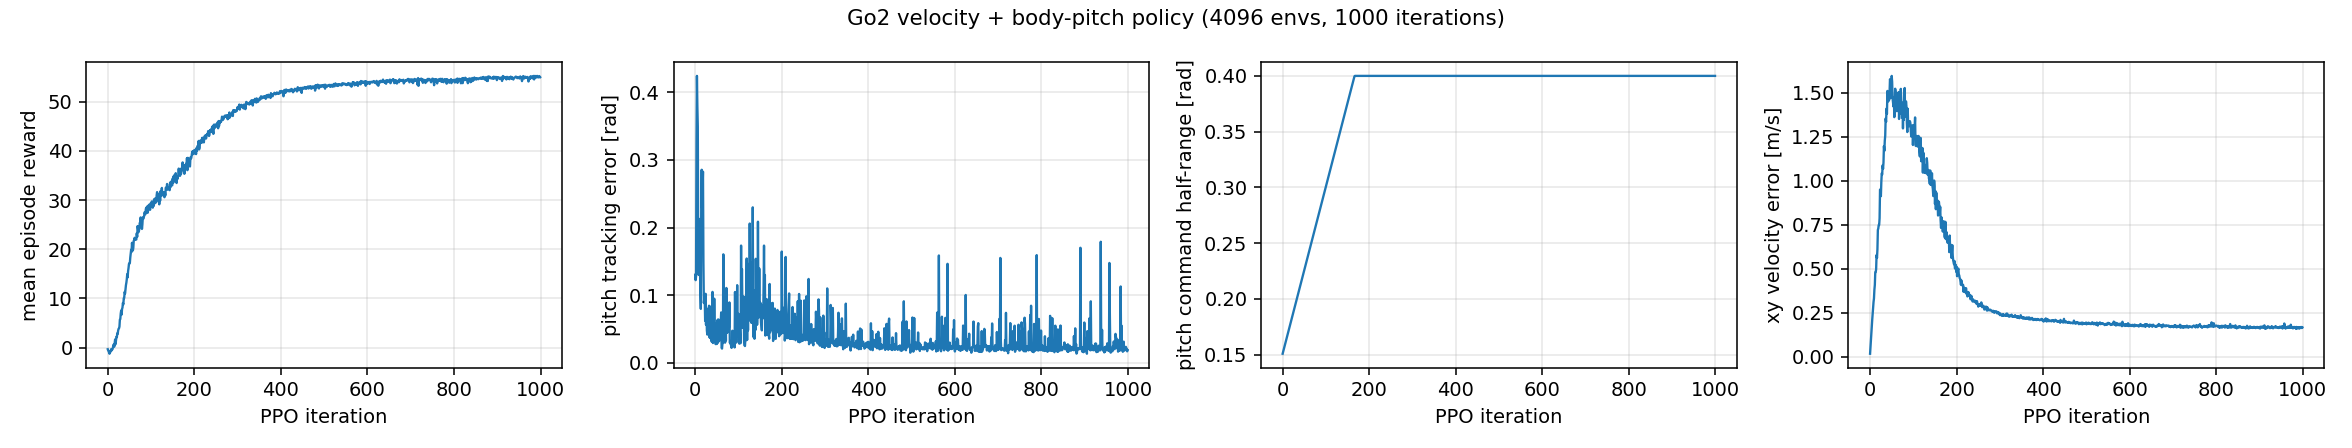 Go2 velocity + body-pitch policy (4096 envs, 1000 iterations)
mean episode reward
50
40
30
20
10
0
0 200 400 600 800 1000
PPO iteration
pitch tracking error [rad]
0.4
0.3
0.2
0.1
0.0
0 200 400 600 800 1000
PPO iteration
pitch command half-range [rad]
0.40
0.35
0.30
0.25
0.20
0.15
0 200 400 600 800 1000
PPO iteration
xy velocity error [m/s]
1.50
1.25
1.00
0.75
0.50
0.25
0.00
0 200 400 600 800 1000
PPO iteration